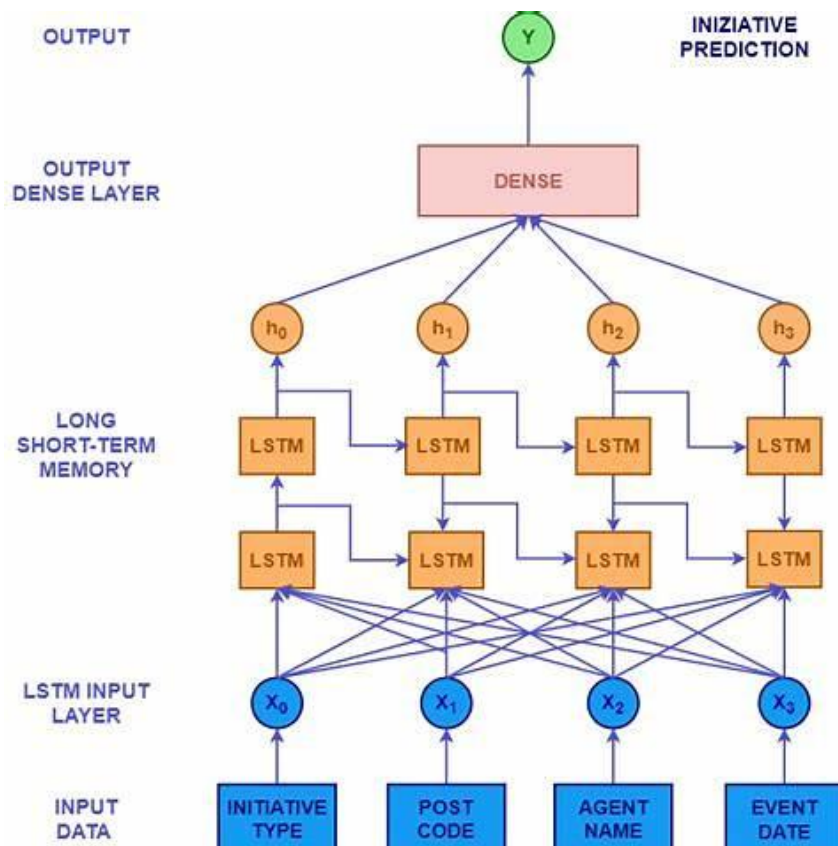 OUTPUT
Y
INIZIATIVE
PREDICTION
OUTPUT
DENSE LAYER
DENSE
h₀ h₁ h₂ h₃
LONG
SHORT-TERM
MEMORY
LSTM LSTM LSTM LSTM
LSTM LSTM LSTM LSTM
LSTM INPUT
LAYER
X₀ X₁ X₂ X₃
INPUT
DATA
INITIATIVE
TYPE
POST
CODE
AGENT
NAME
EVENT
DATE